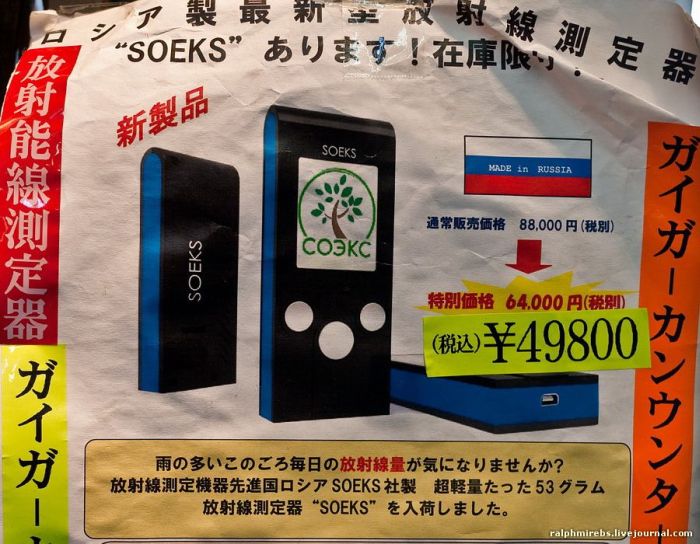 ロシア製最新型放射線測定器
“SOEKS”あります！在庫限り！
放射能線測定器
ガイガー
新製品
SOEKS
SOEKS
СОЭКС
MADE in RUSSIA
通常販売価格 88,000円（税別）
特別価格 64,000円（税別）
（税込）￥49800
ガイガーカンウンター
雨の多いこのごろ毎日の放射線量が気になりませんか？
放射線測定機器先進国ロシアSOEKS社製 超軽量たった53グラム
放射線測定器“SOEKS”を入荷しました。
ralphmirebs.livejournal.com